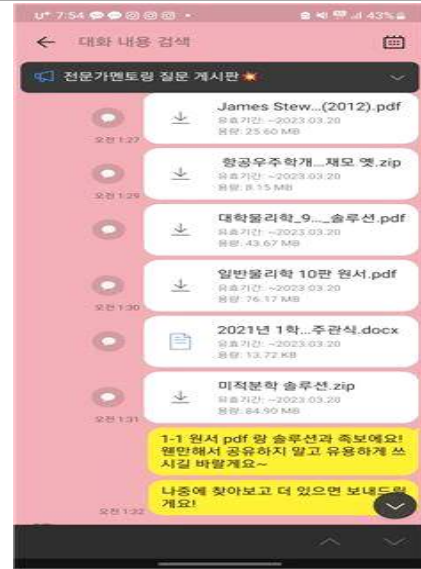 U+ 7:54
43%
대화 내용 검색
전문가멘토링 질문 게시판
James Stew...(2012).pdf
유효기간: ~2023.03.20
용량: 25.60 MB
오전 1:27
항공우주학개...재모 옛.zip
유효기간: ~2023.03.20
용량: 8.15 MB
오전 1:29
대학물리학_9..._솔루션.pdf
유효기간: ~2023.03.20
용량: 43.67 MB
일반물리학 10판 원서.pdf
유효기간: ~2023.03.20
용량: 76.17 MB
오전 1:30
2021년 1학...주관식.docx
유효기간: ~2023.03.20
용량: 13.72 KB
미적분학 솔루션.zip
유효기간: ~2023.03.20
용량: 84.90 MB
오전 1:31
1-1 원서 pdf 랑 솔루션과 족보에요!
웬만해서 공유하지 말고 유용하게 쓰
시길 바랄게요~
나중에 찾아보고 더 있으면 보내드릴
게요!
오전 1:32